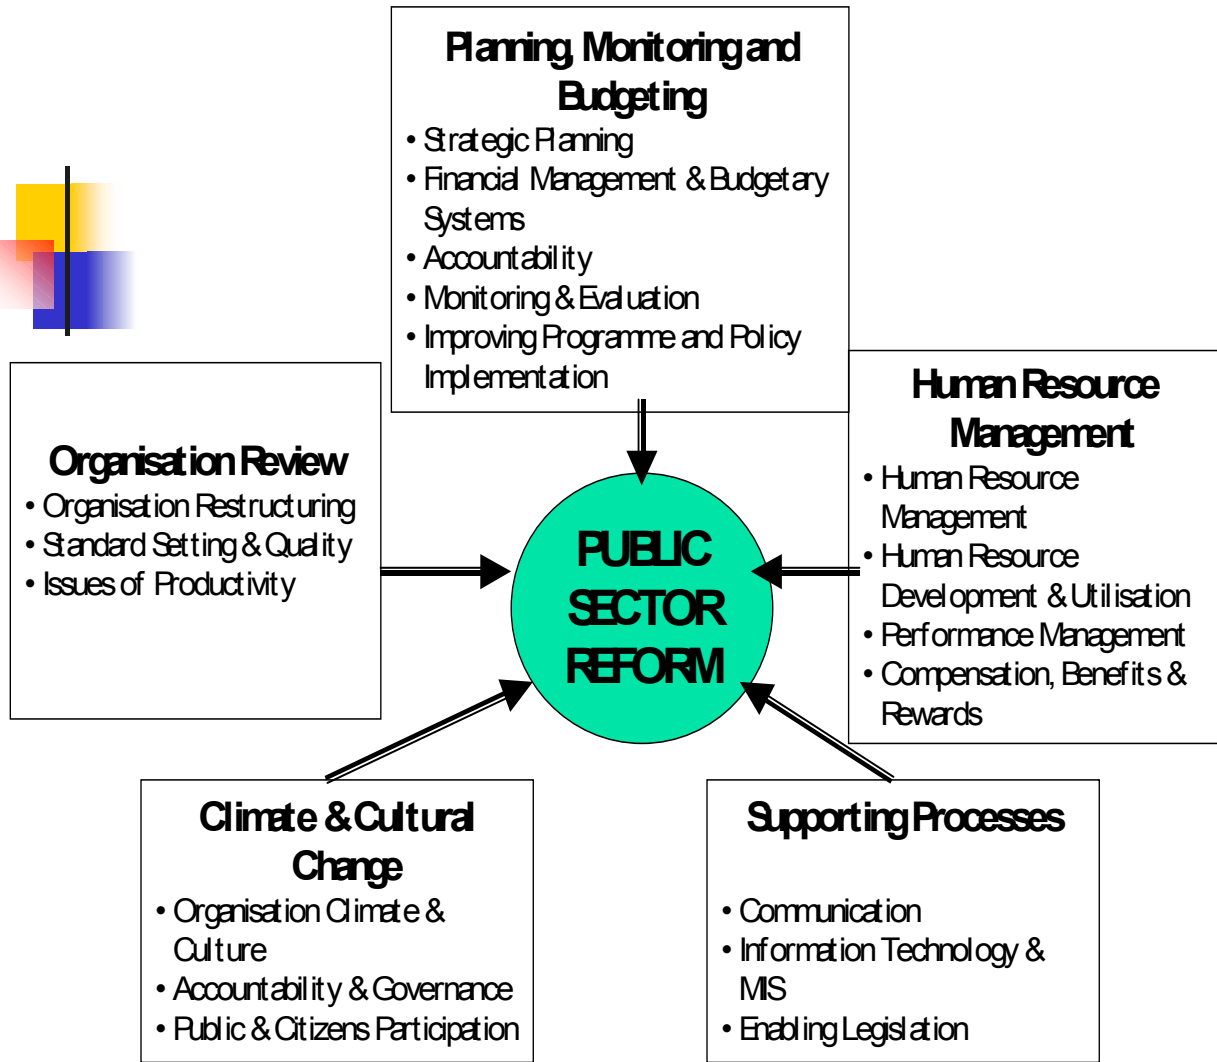 Planning, Monitoring and
Budgeting
• Strategic Planning
• Financial Management & Budgetary
Systems
• Accountability
• Monitoring & Evaluation
• Improving Programme and Policy
Implementation
Organisation Review
• Organisation Restructuring
• Standard Setting & Quality
• Issues of Productivity
PUBLIC
SECTOR
REFORM
Human Resource
Management
• Human Resource
Management
• Human Resource
Development & Utilisation
• Performance Management
• Compensation, Benefits &
Rewards
Climate & Cultural
Change
• Organisation Climate &
Culture
• Accountability & Governance
• Public & Citizens Participation
Supporting Processes
• Communication
• Information Technology &
MIS
• Enabling Legislation